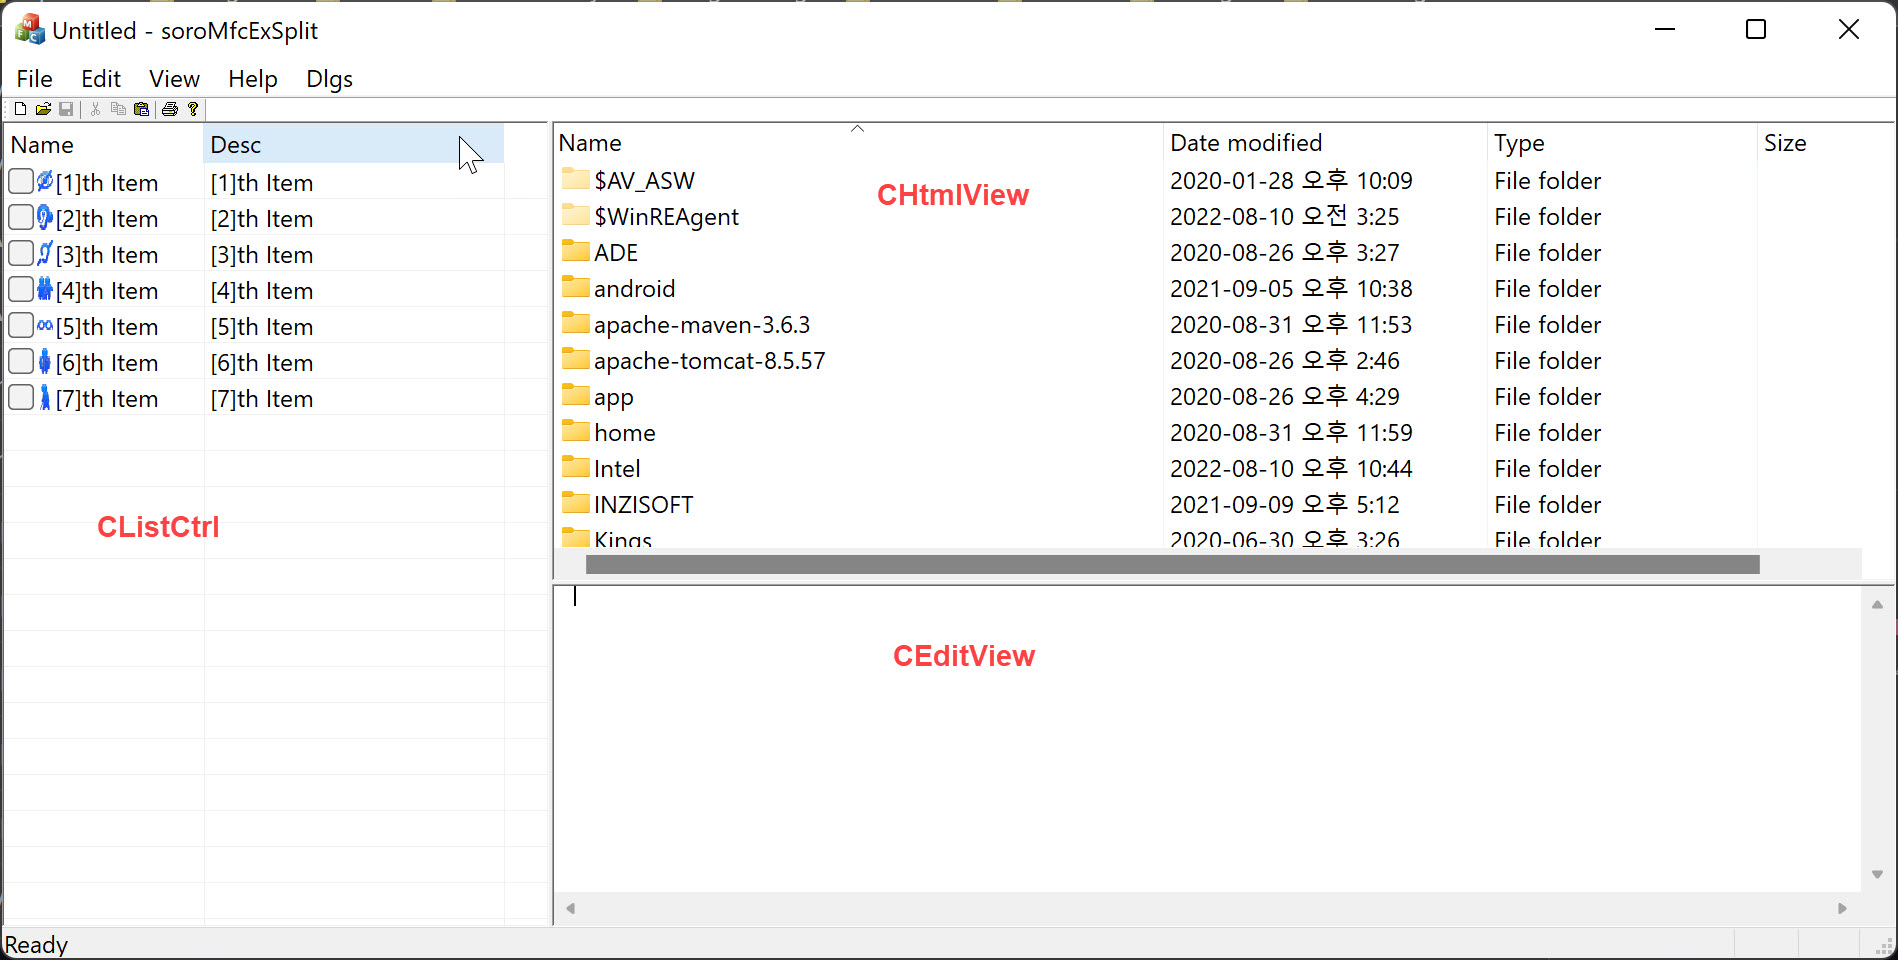 Untitled - soroMfcExSplit
File Edit View Help Dlgs
Name Desc
[1]th Item [1]th Item
[2]th Item [2]th Item
[3]th Item [3]th Item
[4]th Item [4]th Item
[5]th Item [5]th Item
[6]th Item [6]th Item
[7]th Item [7]th Item
CListCtrl
Name Date modified Type Size
$AV_ASW 2020-01-28 오후 10:09 File folder
CHtmlView
$WinREAgent 2022-08-10 오전 3:25 File folder
ADE 2020-08-26 오후 3:27 File folder
android 2021-09-05 오후 10:38 File folder
apache-maven-3.6.3 2020-08-31 오후 11:53 File folder
apache-tomcat-8.5.57 2020-08-26 오후 2:46 File folder
app 2020-08-26 오후 4:29 File folder
home 2020-08-31 오후 11:59 File folder
Intel 2022-08-10 오후 10:44 File folder
INZISOFT 2021-09-09 오후 5:12 File folder
Kings 2020-06-30 오후 3:26 File folder
CEditView
Ready